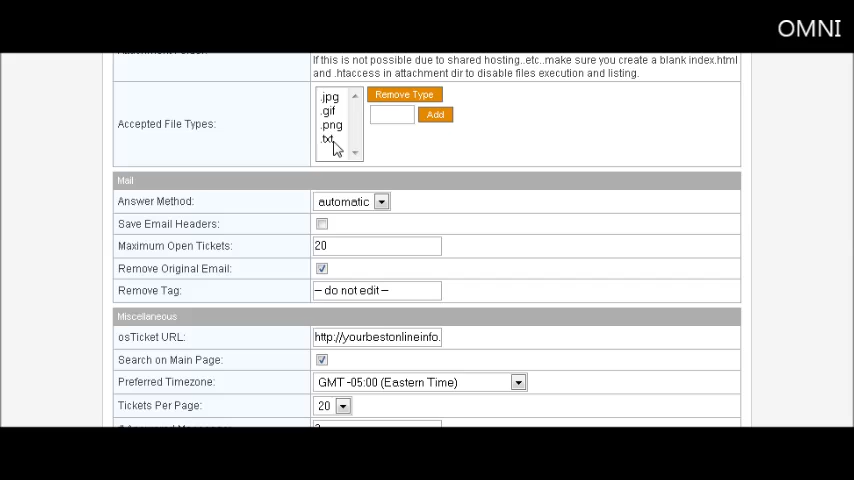 OMNI
If this is not possible due to shared hosting..etc..make sure you create a blank index.html
and .htaccess in attachment dir to disable files execution and listing.
Accepted File Types:
.jpg
.gif
.png
.txt
Remove Type
Add
Mail
Answer Method: automatic
Save Email Headers:
Maximum Open Tickets: 20
Remove Original Email:
Remove Tag: -- do not edit --
Miscellaneous
osTicket URL: http://yourbestonlineinfo.
Search on Main Page:
Preferred Timezone: GMT -05:00 (Eastern Time)
Tickets Per Page: 20